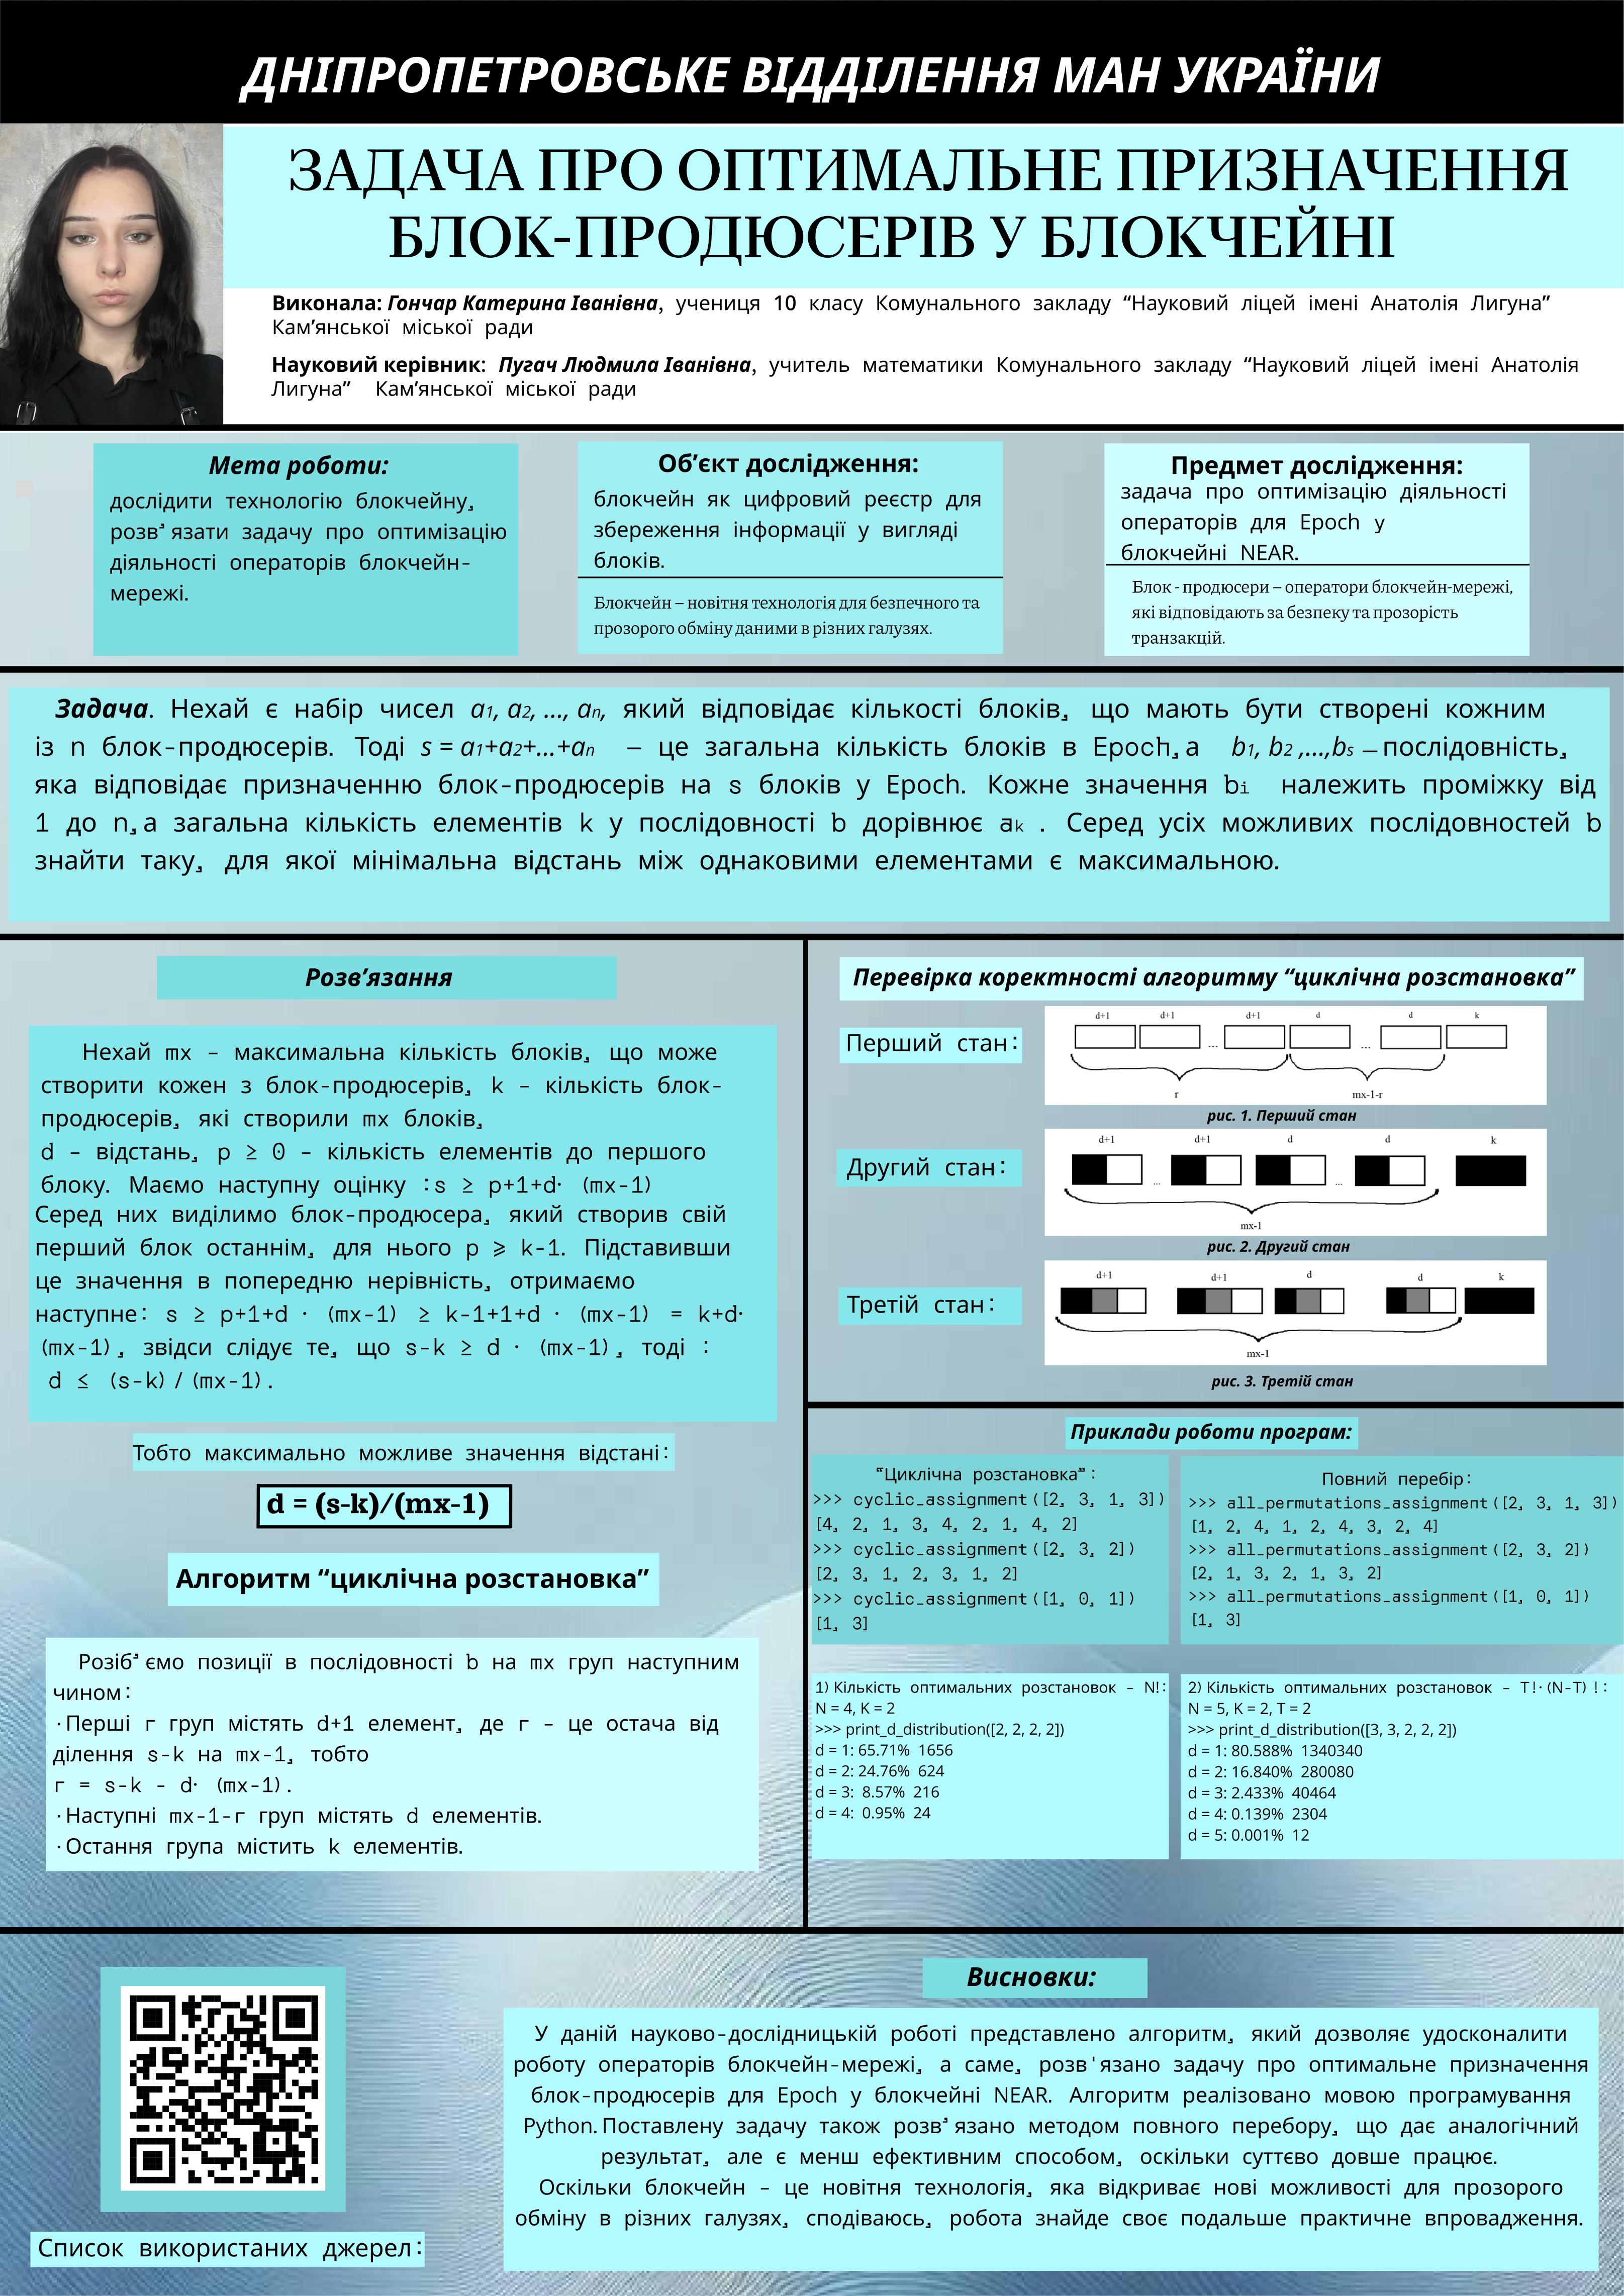 ДНІПРОПЕТРОВСЬКЕ ВІДДІЛЕННЯ МАН УКРАЇНИ
ЗАДАЧА ПРО ОПТИМАЛЬНЕ ПРИЗНАЧЕННЯ
БЛОК-ПРОДЮСЕРІВ У БЛОКЧЕЙНІ
Виконала: Гончар Катерина Іванівна, учениця 10 класу Комунального закладу “Науковий ліцей імені Анатолія Лигуна”
Кам’янської міської ради
Науковий керівник: Пугач Людмила Іванівна, учитель математики Комунального закладу “Науковий ліцей імені Анатолія
Лигуна” Кам’янської міської ради
Мета роботи:
дослідити технологію блокчейну,
розв’язати задачу про оптимізацію
діяльності операторів блокчейн-
мережі.
Об’єкт дослідження:
блокчейн як цифровий реєстр для
збереження інформації у вигляді
блоків.
Блокчейн – новітня технологія для безпечного та
прозорого обміну даними в різних галузях.
Предмет дослідження:
задача про оптимізацію діяльності
операторів для Epoch у
блокчейні NEAR.
Блок - продюсери – оператори блокчейн-мережі,
які відповідають за безпеку та прозорість
транзакцій.
Задача. Нехай є набір чисел a1, a2, ..., an, який відповідає кількості блоків, що мають бути створені кожним
із n блок-продюсерів. Тоді s = a1+a2+...+an – це загальна кількість блоків в Epoch,а b1, b2 ,...,bs — послідовність,
яка відповідає призначенню блок-продюсерів на s блоків у Epoch. Кожне значення bi належить проміжку від
1 до n,а загальна кількість елементів k у послідовності b дорівнює ak . Серед усіх можливих послідовностей b
знайти таку, для якої мінімальна відстань між однаковими елементами є максимальною.
Розв’язання
Нехай mx – максимальна кількість блоків, що може
створити кожен з блок-продюсерів, k – кількість блок-
продюсерів, які створили mx блоків,
d – відстань, p ≥ 0 – кількість елементів до першого
блоку. Маємо наступну оцінку :s ≥ p+1+d· (mx-1)
Серед них виділимо блок-продюсера, який створив свій
перший блок останнім, для нього p ⩾ k-1. Підставивши
це значення в попередню нерівність, отримаємо
наступне: s ≥ p+1+d · (mx-1) ≥ k-1+1+d · (mx-1) = k+d·
(mx-1), звідси слідує те, що s-k ≥ d · (mx-1), тоді :
d ≤ (s-k)/(mx-1).
Тобто максимально можливе значення відстані:
d = (s-k)/(mx-1)
Алгоритм “циклічна розстановка”
Розіб’ємо позиції в послідовності b на mx груп наступним
чином:
·Перші r груп містять d+1 елемент, де r – це остача від
ділення s-k на mx-1, тобто
r = s-k - d· (mx-1).
·Наступні mx-1-r груп містять d елементів.
·Остання група містить k елементів.
Перевірка коректності алгоритму “циклічна розстановка”
Перший стан:
d+1 d+1 d+1 d d k
... ...
r mx-1-r
рис. 1. Перший стан
Другий стан:
d+1 d+1 d d k
... ...
mx-1
рис. 2. Другий стан
Третій стан:
d+1 d+1 d d k
mx-1
рис. 3. Третій стан
Приклади роботи програм:
“Циклічна розстановка”:
>>> cyclic_assignment([2, 3, 1, 3])
[4, 2, 1, 3, 4, 2, 1, 4, 2]
>>> cyclic_assignment([2, 3, 2])
[2, 3, 1, 2, 3, 1, 2]
>>> cyclic_assignment([1, 0, 1])
[1, 3]
Повний перебір:
>>> all_permutations_assignment([2, 3, 1, 3])
[1, 2, 4, 1, 2, 4, 3, 2, 4]
>>> all_permutations_assignment([2, 3, 2])
[2, 1, 3, 2, 1, 3, 2]
>>> all_permutations_assignment([1, 0, 1])
[1, 3]
1) Кількість оптимальних розстановок – N!:
N = 4, K = 2
>>> print_d_distribution([2, 2, 2, 2])
d = 1: 65.71% 1656
d = 2: 24.76% 624
d = 3: 8.57% 216
d = 4: 0.95% 24
2) Кількість оптимальних розстановок – T!·(N-T) !:
N = 5, K = 2, T = 2
>>> print_d_distribution([3, 3, 2, 2, 2])
d = 1: 80.588% 1340340
d = 2: 16.840% 280080
d = 3: 2.433% 40464
d = 4: 0.139% 2304
d = 5: 0.001% 12
Висновки:
У даній науково-дослідницькій роботі представлено алгоритм, який дозволяє удосконалити
роботу операторів блокчейн-мережі, а саме, розв'язано задачу про оптимальне призначення
блок-продюсерів для Epoch у блокчейні NEAR. Алгоритм реалізовано мовою програмування
Python. Поставлену задачу також розв’язано методом повного перебору, що дає аналогічний
результат, але є менш ефективним способом, оскільки суттєво довше працює.
Оскільки блокчейн – це новітня технологія, яка відкриває нові можливості для прозорого
обміну в різних галузях, сподіваюсь, робота знайде своє подальше практичне впровадження.
Список використаних джерел: